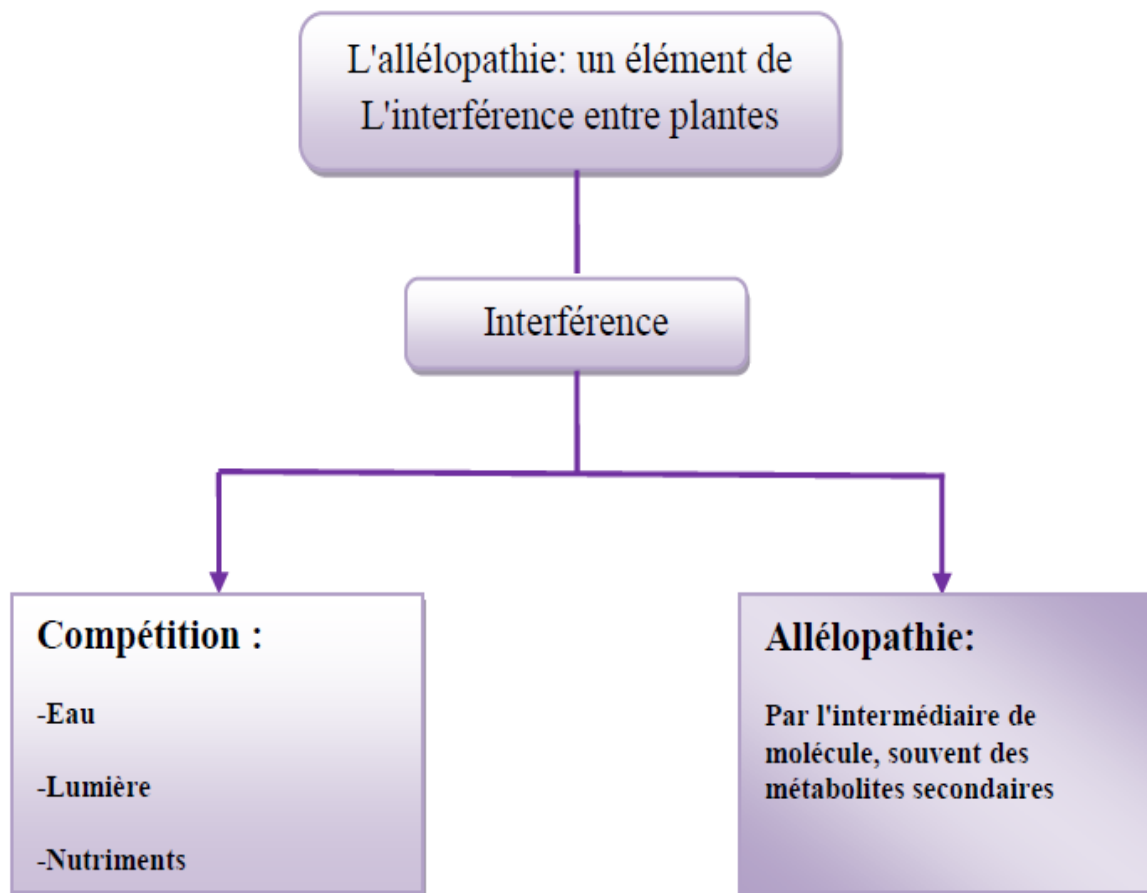 L'allélopathie: un élément de
L'interférence entre plantes
Interférence
Compétition :
-Eau
-Lumière
-Nutriments
Allélopathie:
Par l'intermédiaire de
molécule, souvent des
métabolites secondaires